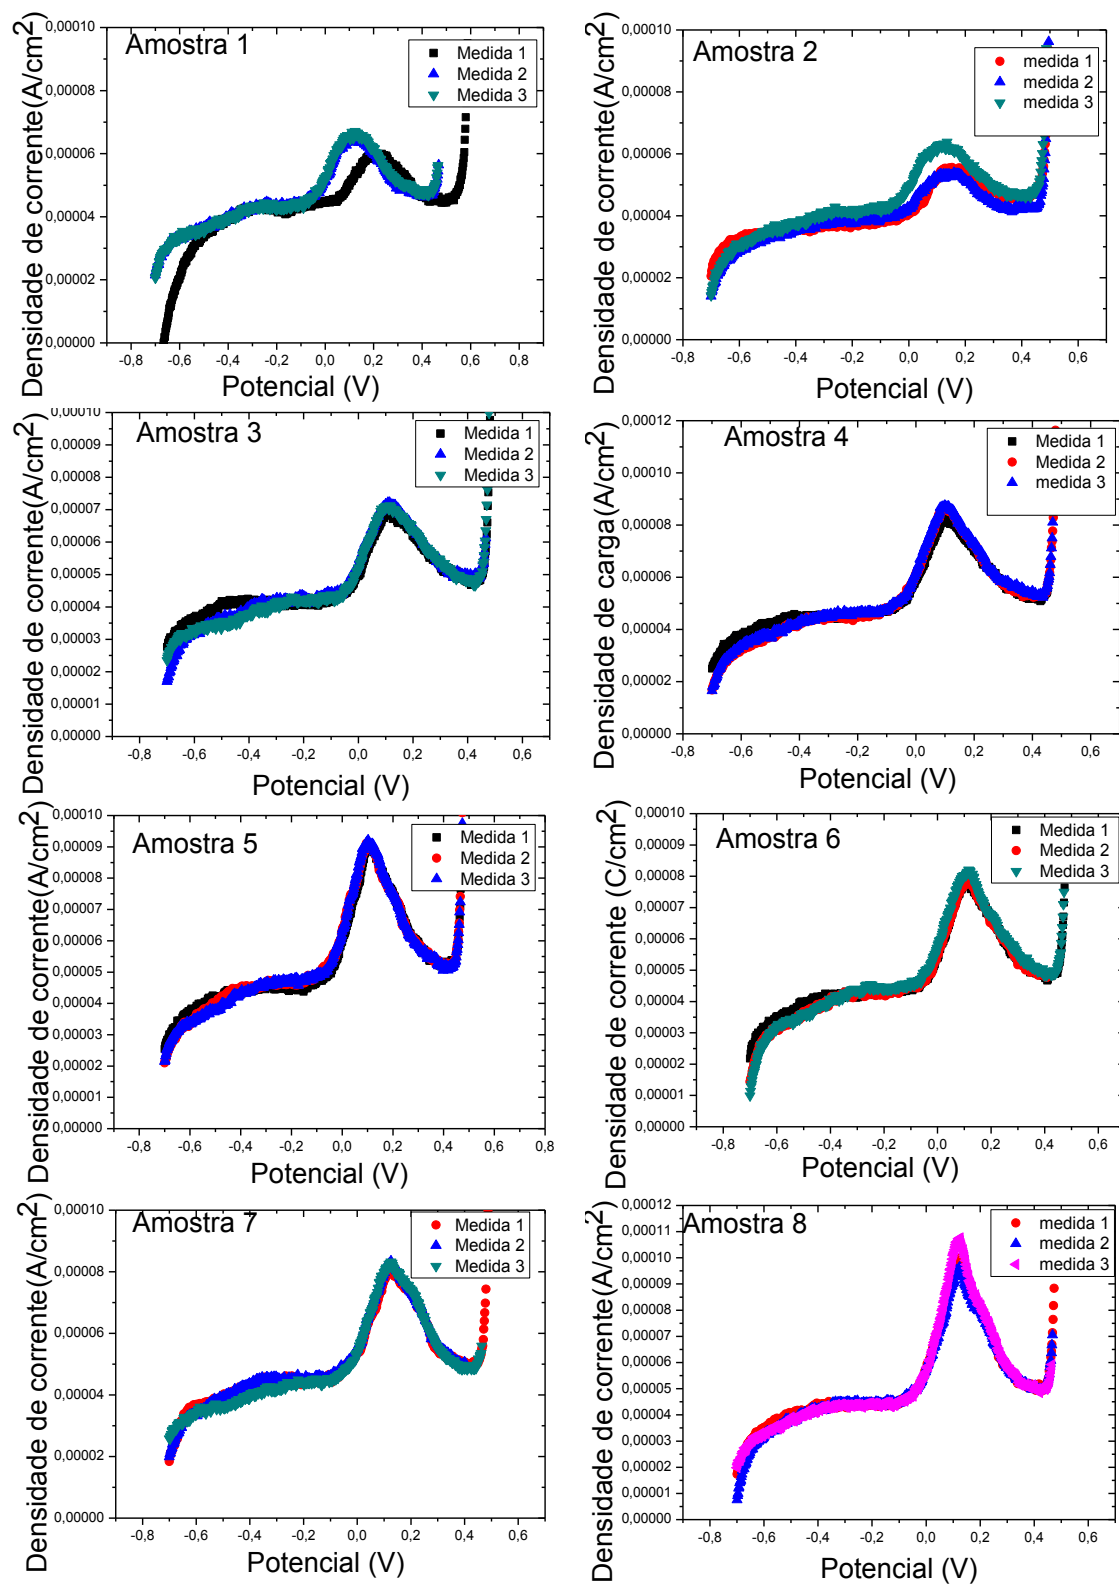 Amostra 1
Medida 1
Medida 2
Medida 3
0,00010
0,00008
0,00006
0,00004
0,00002
0,00000
Densidade de corrente(A/cm²)
-0,8 -0,6 -0,4 -0,2 0,0 0,2 0,4 0,6 0,8
Potencial (V)
Amostra 2
medida 1
medida 2
medida 3
0,00010
0,00008
0,00006
0,00004
0,00002
0,00000
Densidade de corrente(A/cm²)
-0,8 -0,6 -0,4 -0,2 0,0 0,2 0,4 0,6
Potencial (V)
Amostra 3
Medida 1
Medida 2
Medida 3
0,00010
0,00009
0,00008
0,00007
0,00006
0,00005
0,00004
0,00003
0,00002
0,00001
0,00000
Densidade de corrente(A/cm²)
-0,8 -0,6 -0,4 -0,2 0,0 0,2 0,4 0,6
Potencial (V)
Amostra 4
Medida 1
Medida 2
medida 3
0,00012
0,00010
0,00008
0,00006
0,00004
0,00002
0,00000
Densidade de carga(A/cm²)
-0,8 -0,6 -0,4 -0,2 0,0 0,2 0,4 0,6
Potencial (V)
Amostra 5
Medida 1
Medida 2
Medida 3
0,00010
0,00009
0,00008
0,00007
0,00006
0,00005
0,00004
0,00003
0,00002
0,00001
0,00000
Densidade de corrente(A/cm²)
-0,8 -0,6 -0,4 -0,2 0,0 0,2 0,4 0,6 0,8
Potencial (V)
Amostra 6
Medida 1
Medida 2
Medida 3
0,00010
0,00009
0,00008
0,00007
0,00006
0,00005
0,00004
0,00003
0,00002
0,00001
0,00000
Densidade de corrente (C/cm²)
-0,8 -0,6 -0,4 -0,2 0,0 0,2 0,4 0,6
Potencial (V)
Amostra 7
Medida 1
Medida 2
Medida 3
0,00010
0,00008
0,00006
0,00004
0,00002
0,00000
Densidade de corrente(A/cm²)
-0,8 -0,6 -0,4 -0,2 0,0 0,2 0,4 0,6
Potencial (V)
Amostra 8
medida 1
medida 2
medida 3
0,00012
0,00011
0,00010
0,00009
0,00008
0,00007
0,00006
0,00005
0,00004
0,00003
0,00002
0,00001
0,00000
Densidade de corrente(A/cm²)
-0,8 -0,6 -0,4 -0,2 0,0 0,2 0,4 0,6
Potencial (V)